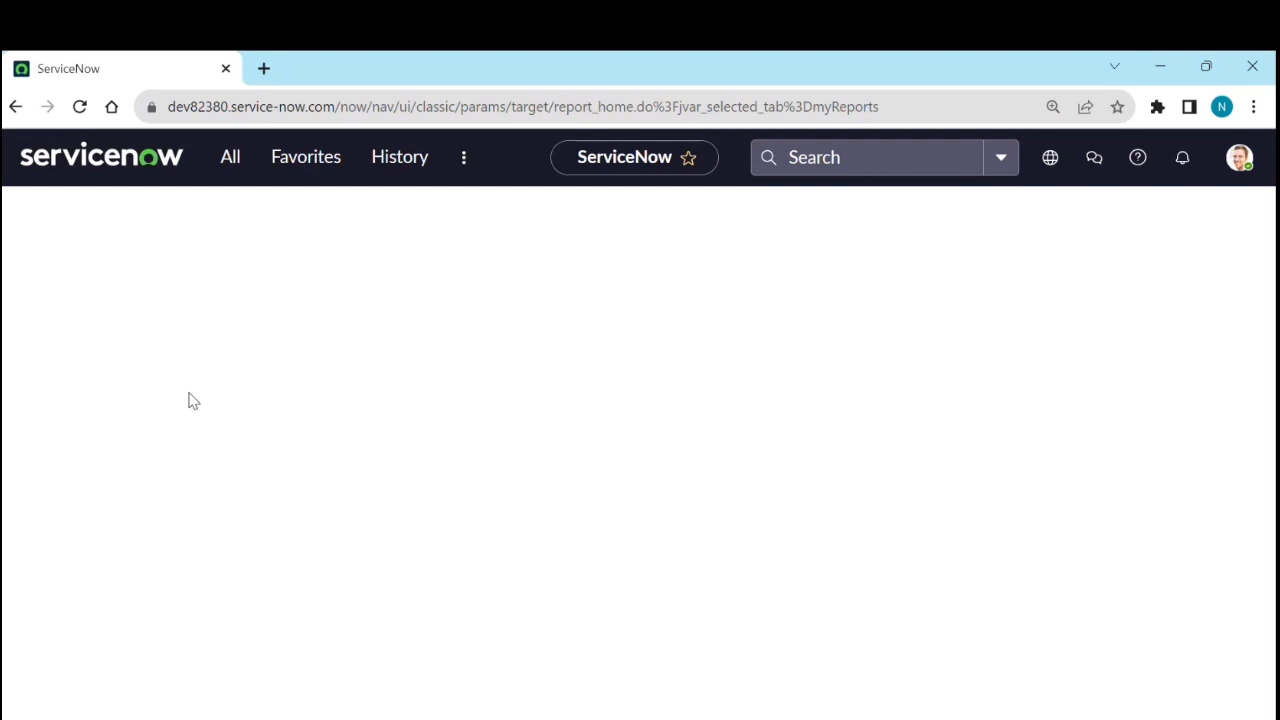 ServiceNow
dev82380.service-now.com/now/nav/ui/classic/params/target/report_home.do%3Fjvar_selected_tab%3DmyReports
N
servicenow All Favorites History ServiceNow Search